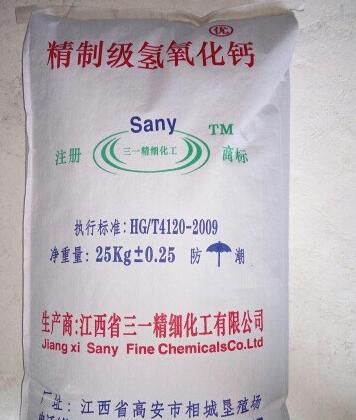 优
精制级氢氧化钙
Sany TM
注册 三一精细化工 商标
执行标准:HG/T4120-2009
净重量:25Kg±0.25 防 潮
生产商:江西省三一精细化工有限公司
Jiang xi Sany Fine ChemicalsCo.Ltd
厂址:江西省高安市相城垦殖场